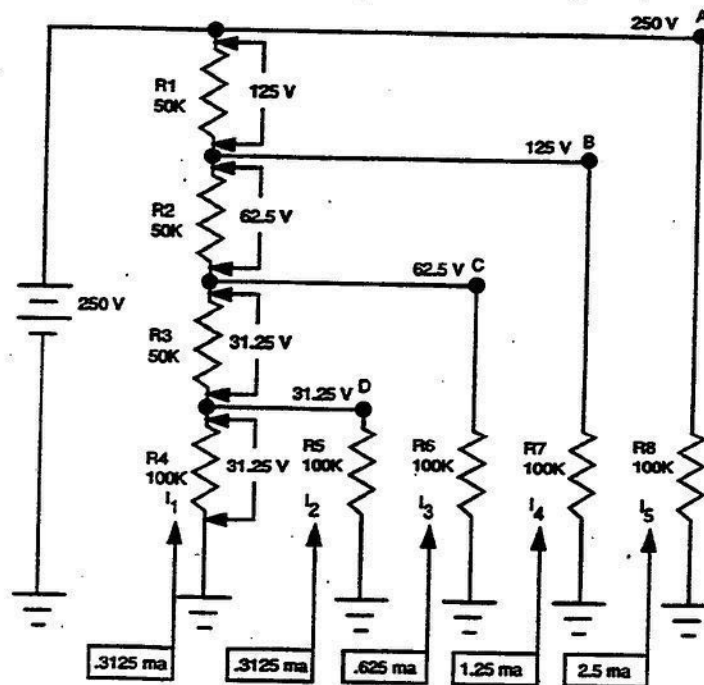 250 V A
R1
50K
125 V
125 V B
R2
50K
62.5 V
62.5 V C
250 V
R3
50K
31.25 V
31.25 V D
R4
100K
31.25 V
R5
100K
R6
100K
R7
100K
R8
100K
I1 I2 I3 I4 I5
.3125 ma .3125 ma .625 ma 1.25 ma 2.5 ma